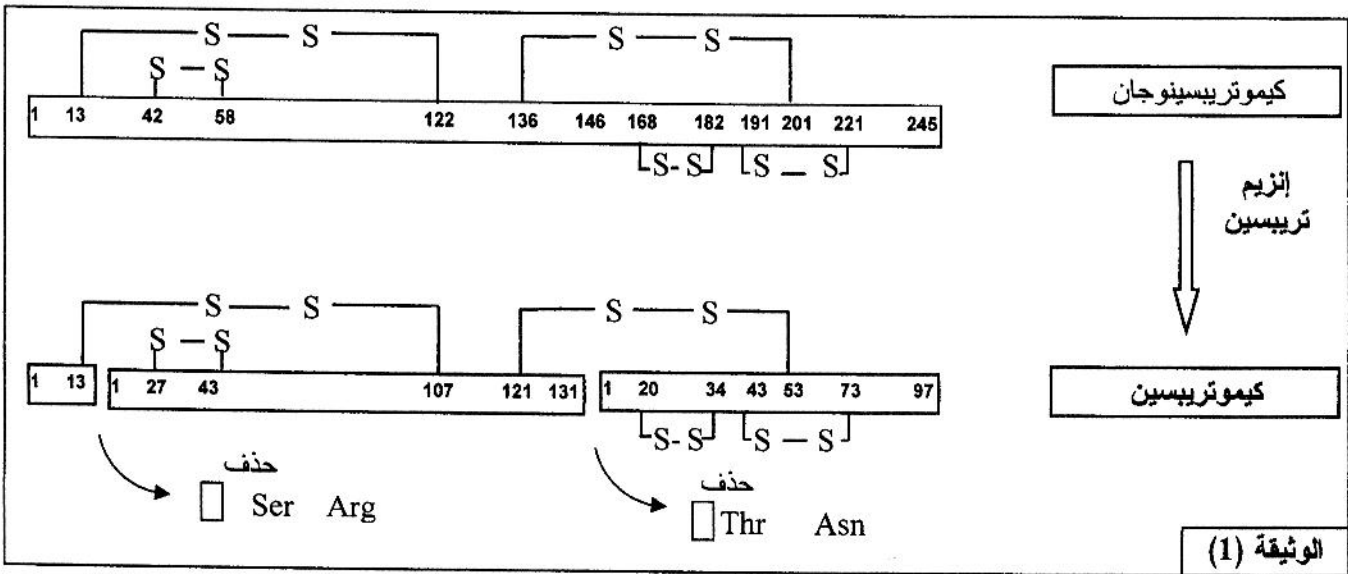 S S S S
S – S
1 13 42 58 122 136 146 168 182 191 201 221 245
S- S S – S
كيموتريبسينوجان
إنزيم
تريبسين
S S S S
S – S
1 13 1 27 43 107 121 131 1 20 34 43 53 73 97
S- S S – S
كيموتريبسين
حذف
Ser Arg
حذف
Thr Asn
الوثيقة (1)